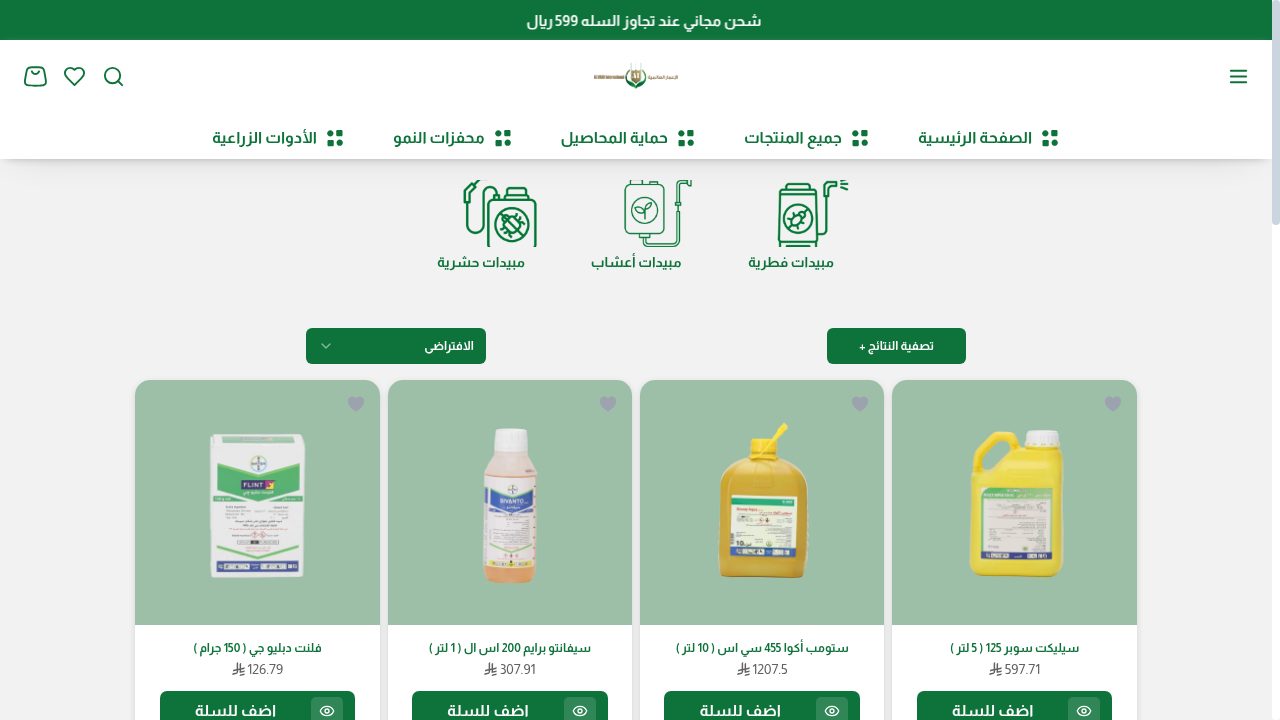 شحن مجاني عند تجاوز السله 599 ريال
الصفحة الرئيسية
جميع المنتجات
حماية المحاصيل
محفزات النمو
الأدوات الزراعية
مبيدات فطرية
مبيدات أعشاب
مبيدات حشرية
تصفية النتائج +
الافتراضي
سيليكت سوبر 125 ( 5 لتر )
597.71
اضف للسلة
ستومب أكوا 455 سي اس ( 10 لتر )
1207.5
اضف للسلة
سيفانتو برايم 200 اس ال ( 1 لتر )
307.91
اضف للسلة
فلنت دبليو جي ( 150 جرام )
126.79
اضف للسلة
SIVANTO
FLINT